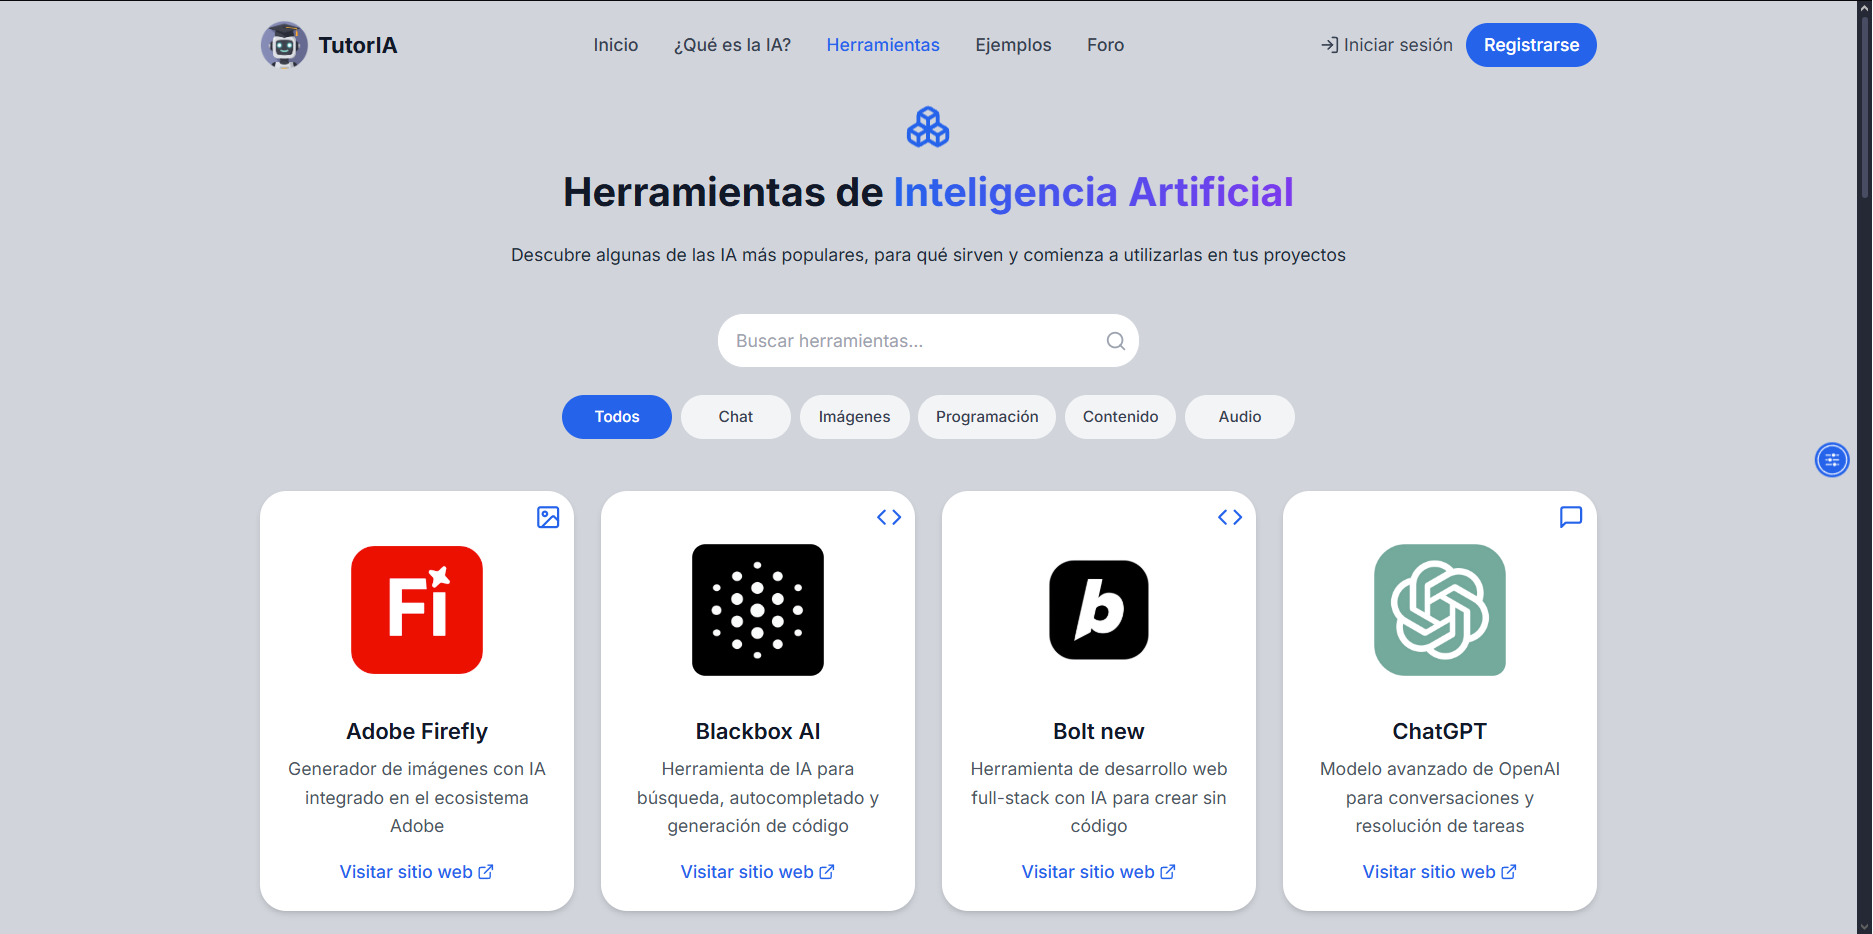 TutorIA
Inicio
¿Qué es la IA?
Herramientas
Ejemplos
Foro
Iniciar sesión
Registrarse
Herramientas de Inteligencia Artificial
Descubre algunas de las IA más populares, para qué sirven y comienza a utilizarlas en tus proyectos
Buscar herramientas...
Todos
Chat
Imágenes
Programación
Contenido
Audio
Fi
Adobe Firefly
Generador de imágenes con IA
integrado en el ecosistema
Adobe
Visitar sitio web
Blackbox AI
Herramienta de IA para
búsqueda, autocompletado y
generación de código
Visitar sitio web
b
Bolt new
Herramienta de desarrollo web
full-stack con IA para crear sin
código
Visitar sitio web
ChatGPT
Modelo avanzado de OpenAI
para conversaciones y
resolución de tareas
Visitar sitio web